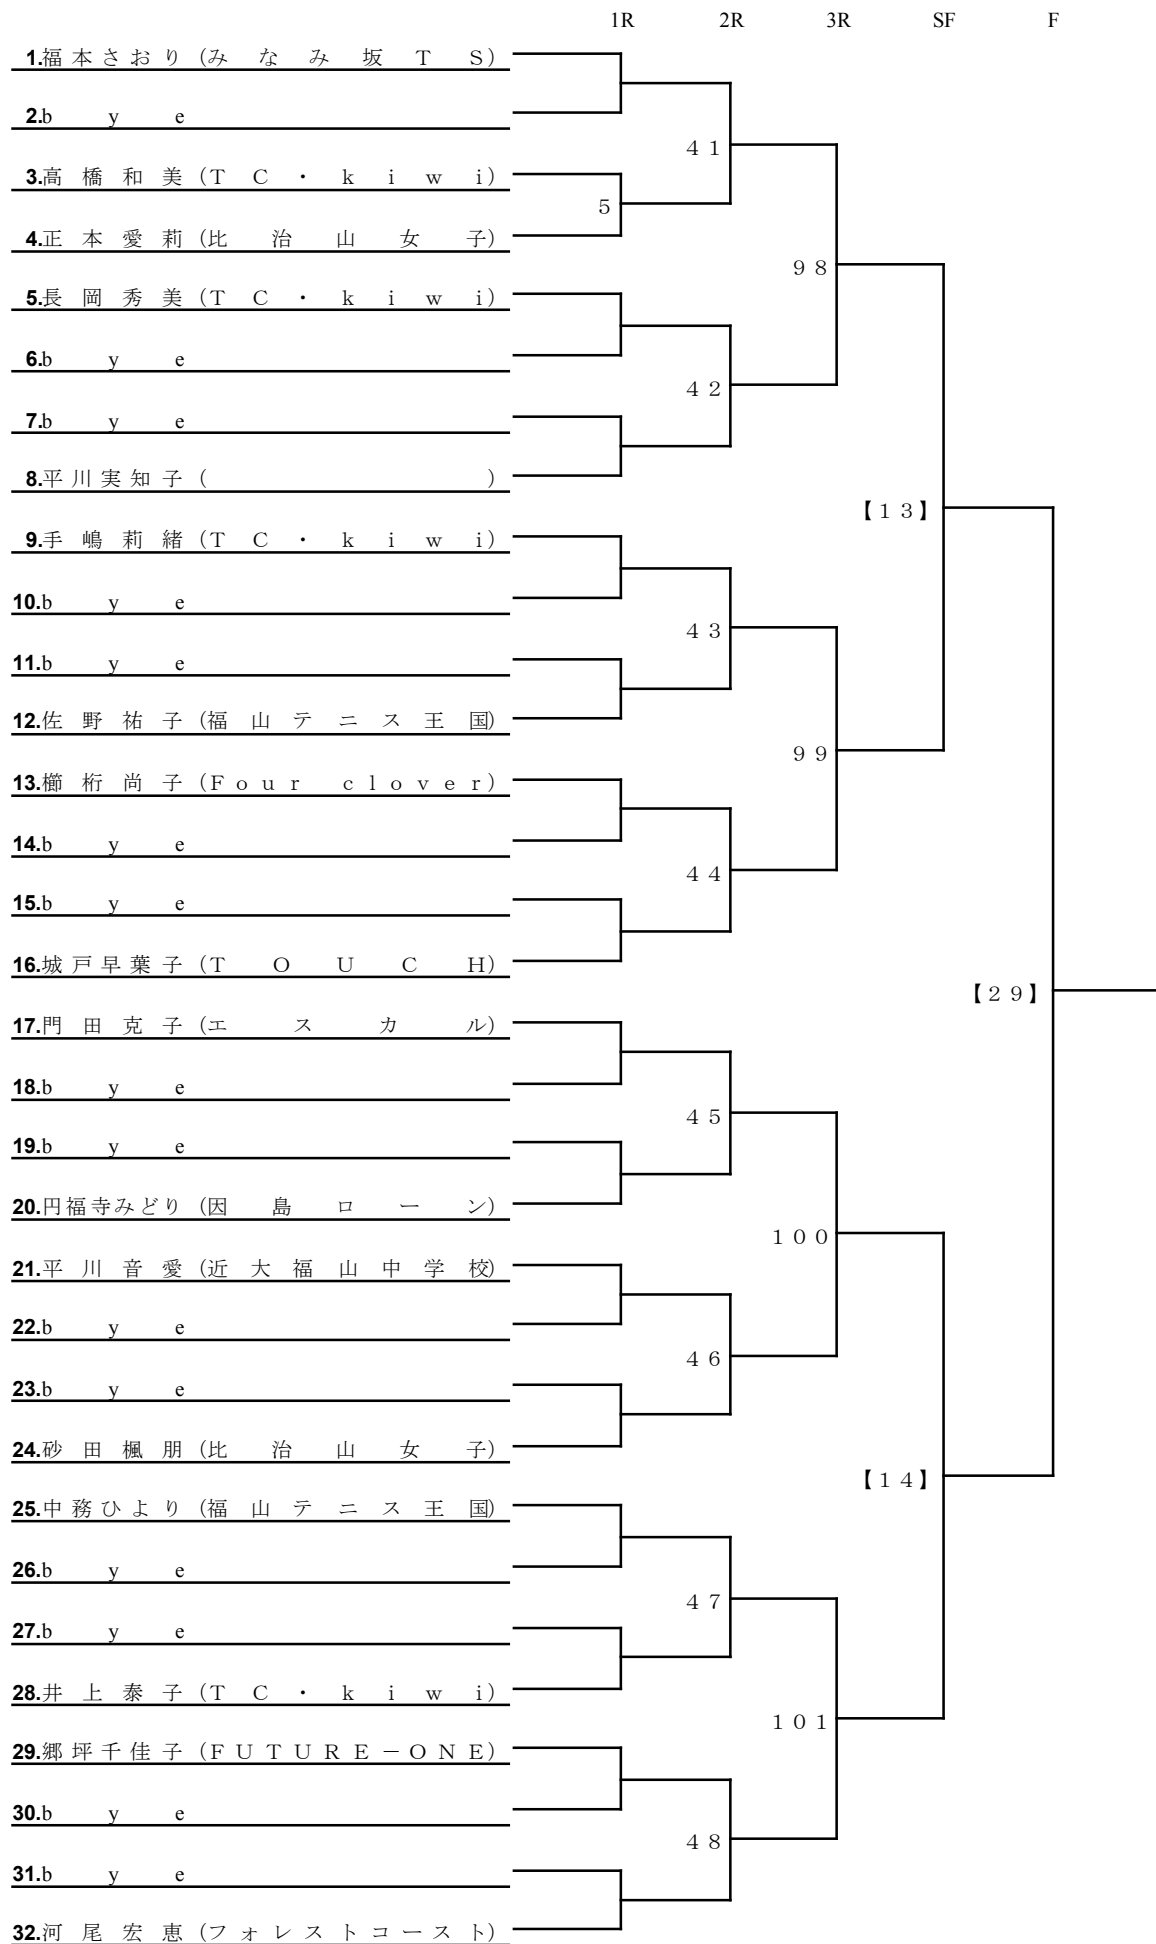 1R 2R 3R SF F
1.福本さおり(みなみ坂TS)
2.bye
41
3.高橋和美(TC・kiwi)
5
4.正本愛莉(比治山女子)
98
5.長岡秀美(TC・kiwi)
6.bye
42
7.bye
8.平川実知子( )
【13】
9.手嶋莉緒(TC・kiwi)
10.bye
43
11.bye
12.佐野祐子(福山テニス王国)
99
13.櫛桁尚子(Four clover)
14.bye
44
15.bye
16.城戸早葉子(TOUCH)
【29】
17.門田克子(エスカル)
18.bye
45
19.bye
20.円福寺みどり(因島ローン)
100
21.平川音愛(近大福山中学校)
22.bye
46
23.bye
24.砂田楓朋(比治山女子)
【14】
25.中務ひより(福山テニス王国)
26.bye
47
27.bye
28.井上泰子(TC・kiwi)
101
29.郷坪千佳子(FUTURE-ONE)
30.bye
48
31.bye
32.河尾宏恵(フォレストコースト)